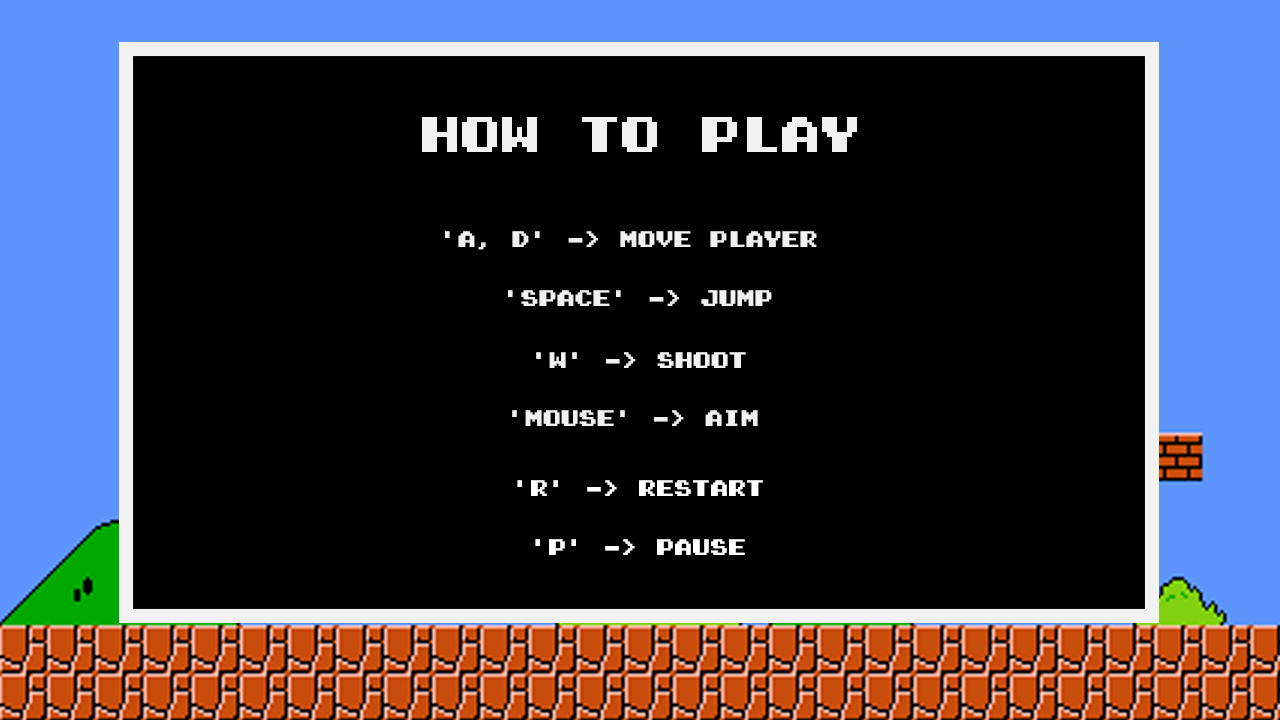 HOW TO PLAY
'A, D' -> MOVE PLAYER
'SPACE' -> JUMP
'W' -> SHOOT
'MOUSE' -> AIM
'R' -> RESTART
'P' -> PAUSE